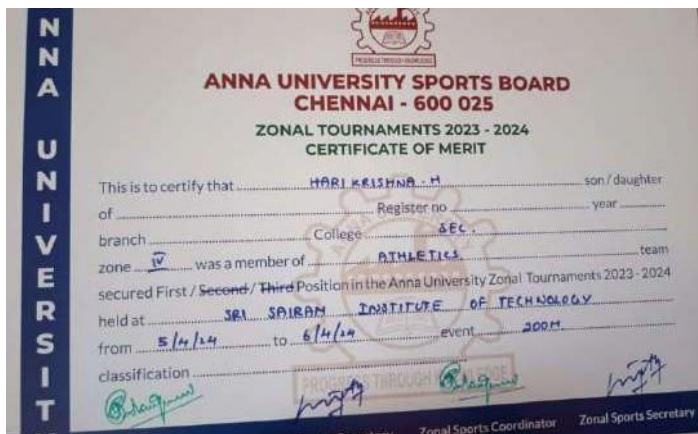 NNA UNIVERSIT
PROGRESS THROUGH KNOWLEDGE
ANNA UNIVERSITY SPORTS BOARD
CHENNAI - 600 025
ZONAL TOURNAMENTS 2023 - 2024
CERTIFICATE OF MERIT
This is to certify that HARI KRISHNA . H son / daughter
of Register no year
branch College SEC.
zone IV was a member of ATHLETICS team
secured First / Second / Third Position in the Anna University Zonal Tournaments 2023 - 2024
held at SRI SAIRAM INSTITUTE OF TECHNOLOGY
from 5/4/24 to 6/4/24 event 200M
classification
PROGRESS THROUGH KNOWLEDGE
Zonal Sports Coordinator Zonal Sports Secretary